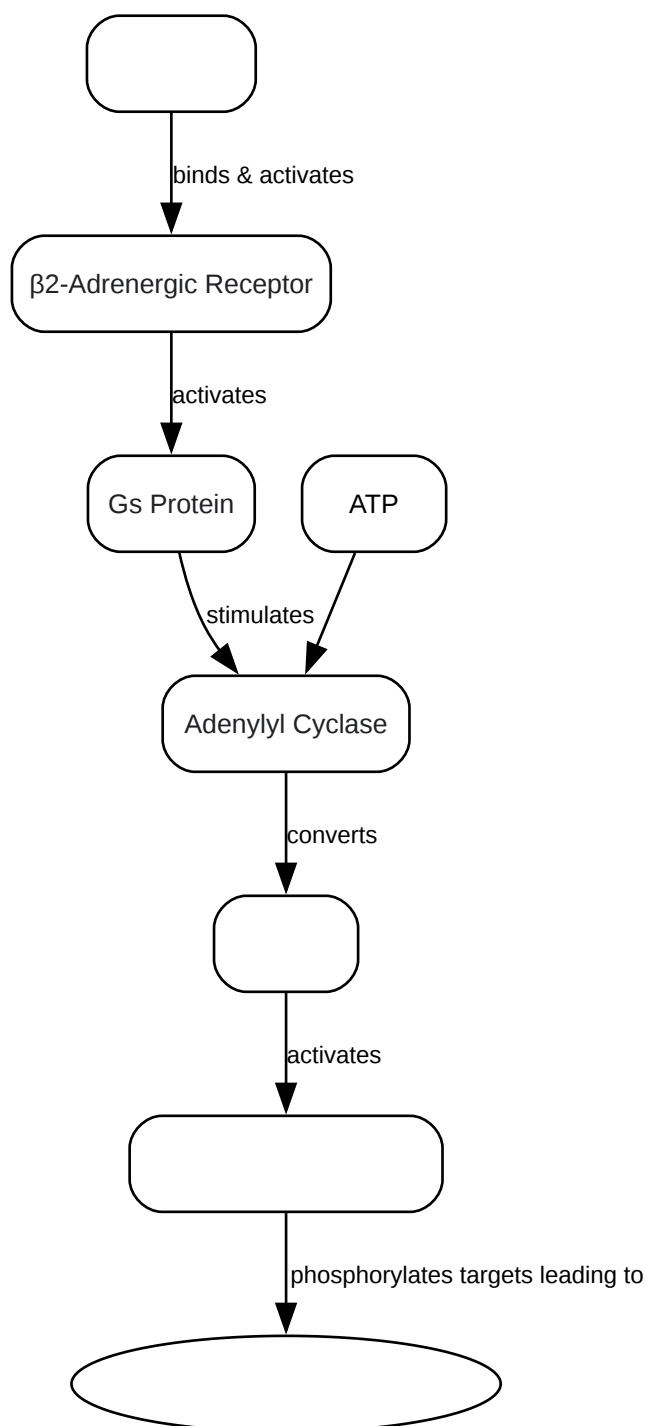 binds & activates
β2-Adrenergic Receptor
activates
Gs Protein
ATP
stimulates
Adenylyl Cyclase
converts
activates
phosphorylates targets leading to